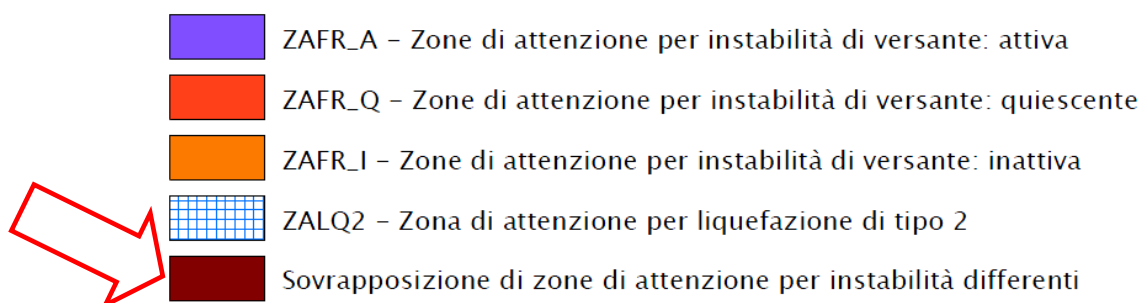 ZAFR_A – Zone di attenzione per instabilità di versante: attiva
ZAFR_Q – Zone di attenzione per instabilità di versante: quiescente
ZAFR_I – Zone di attenzione per instabilità di versante: inattiva
ZALQ2 – Zona di attenzione per liquefazione di tipo 2
Sovrapposizione di zone di attenzione per instabilità differenti